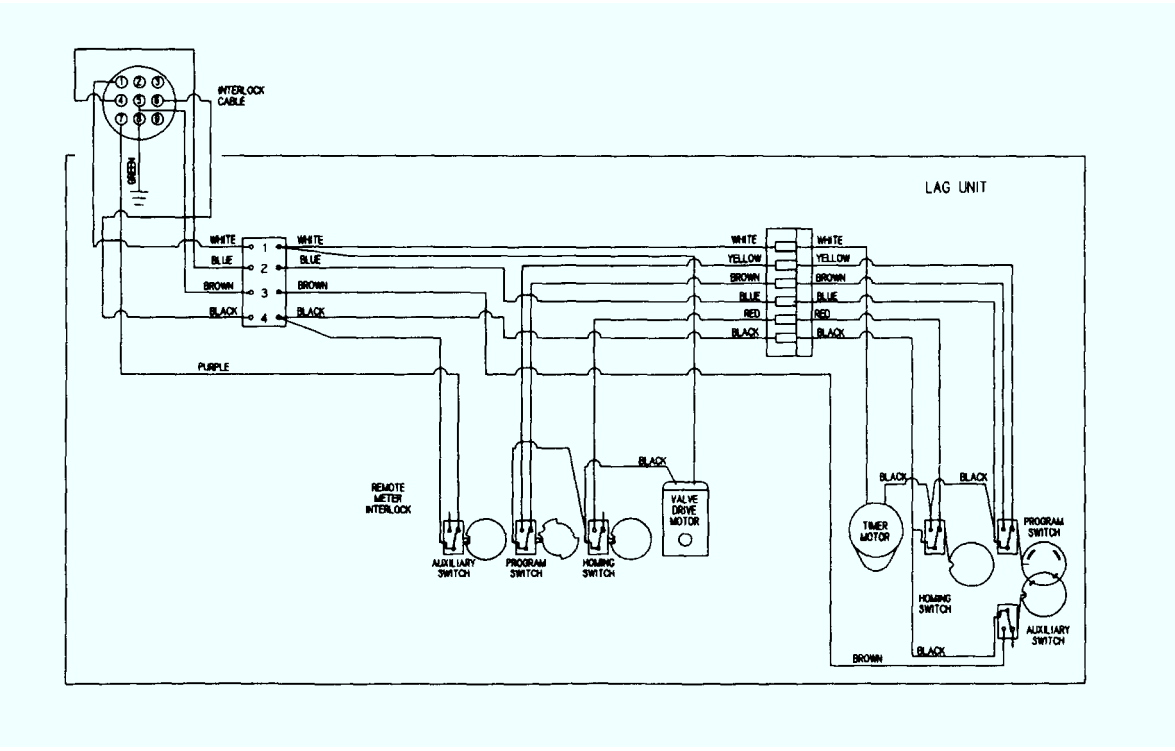 1 2 3
4 5 6
7 8 9
INTERLOCK
CABLE
GREEN
LAG UNIT
WHITE 1 WHITE WHITE WHITE
BLUE 2 BLUE YELLOW YELLOW
BROWN 3 BROWN BROWN BROWN
BLUE BLUE
BLACK 4 BLACK RED RED
BLACK BLACK
PURPLE
BLACK
BLACK BLACK
REMOTE
METER
INTERLOCK
VALVE
DRIVE
MOTOR
TIMER
MOTOR
PROGRAM
SWITCH
AUXILIARY
SWITCH
PROGRAM
SWITCH
HOMING
SWITCH
HOMING
SWITCH
AUXILIARY
SWITCH
BROWN
BLACK